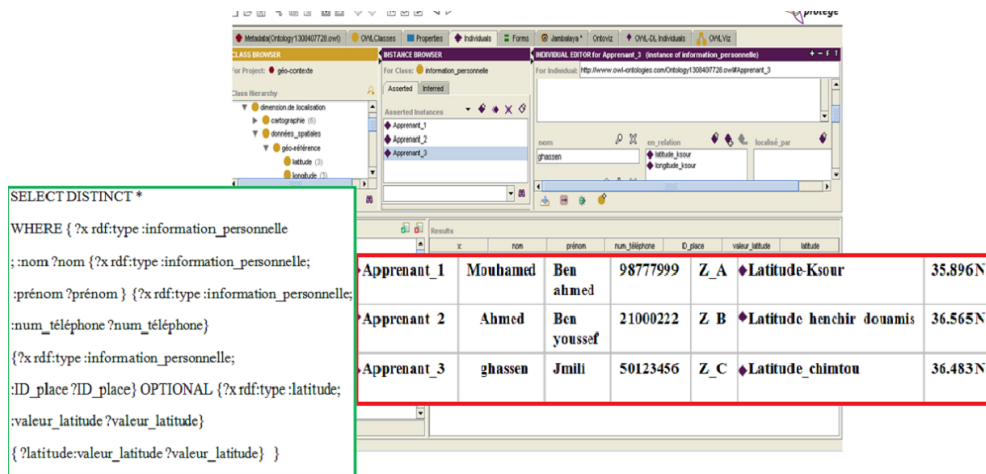 protégé
Metadata(Ontology1300407728.owl) OWLClasses Properties Individuals Forms Jambalaya * Ontoviz OWL-DL Individuals OWLViz
CLASS BROWSER
For Project: géo-contexte
Class Hierarchy
dimension.de.localisation
cartographie (6)
données_spatiales
géo-référence
latitude (3)
longitude (3)
INSTANCE BROWSER
For Class: information_personnelle
Asserted Inferred
Asserted Instances
Apprenant_1
Apprenant_2
Apprenant_3
INDIVIDUAL EDITOR for Apprenant_3 (instance of information_personnelle)
For Individual: http://www.owl-ontologies.com/Ontology1300407728.owl#Apprenant_3
nom en_relation localisé_par
ghassen latitude_ksour
longitude_ksour
SELECT DISTINCT *
WHERE { ?x rdf:type :information_personnelle
; :nom ?nom {?x rdf:type :information_personnelle;
:prénom ?prénom } {?x rdf:type :information_personnelle;
:num_téléphone ?num_téléphone}
{?x rdf:type :information_personnelle;
:ID_place ?ID_place} OPTIONAL {?x rdf:type :latitude;
:valeur_latitude ?valeur_latitude}
{ ?latitude:valeur_latitude ?valeur_latitude} }
Results
x nom prénom num_téléphone ID_place valeur_latitude latitude
Apprenant_1 Mouhamed Ben ahmed 98777999 Z_A Latitude-Ksour 35.896N
Apprenant 2 Ahmed Ben youssef 21000222 Z B Latitude henchir douamis 36.565N
Apprenant_3 ghassen Jmili 50123456 Z_C Latitude_chimtou 36.483N